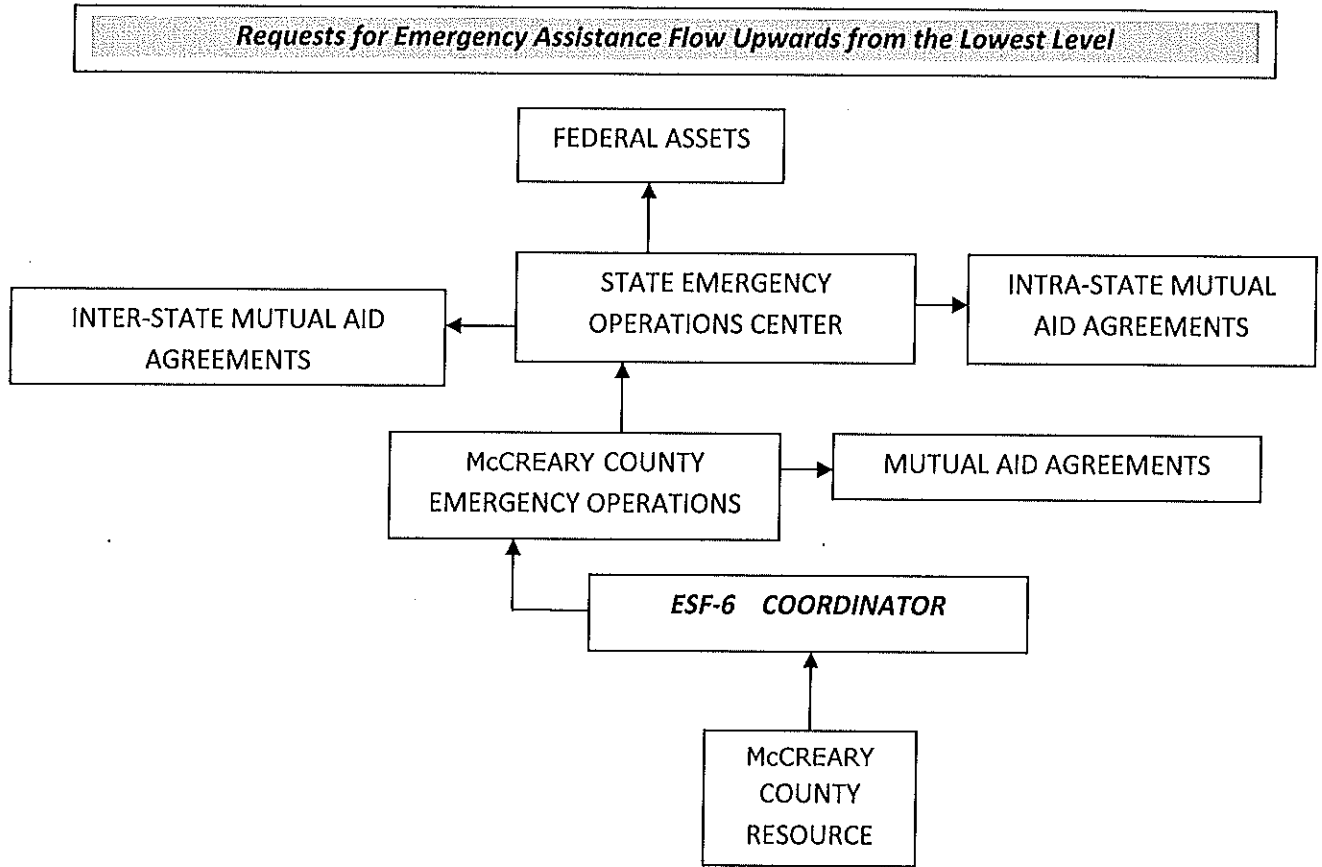 Requests for Emergency Assistance Flow Upwards from the Lowest Level
FEDERAL ASSETS
STATE EMERGENCY
OPERATIONS CENTER
INTER-STATE MUTUAL AID
AGREEMENTS
INTRA-STATE MUTUAL
AID AGREEMENTS
McCREARY COUNTY
EMERGENCY OPERATIONS
MUTUAL AID AGREEMENTS
ESF-6 COORDINATOR
McCREARY
COUNTY
RESOURCE